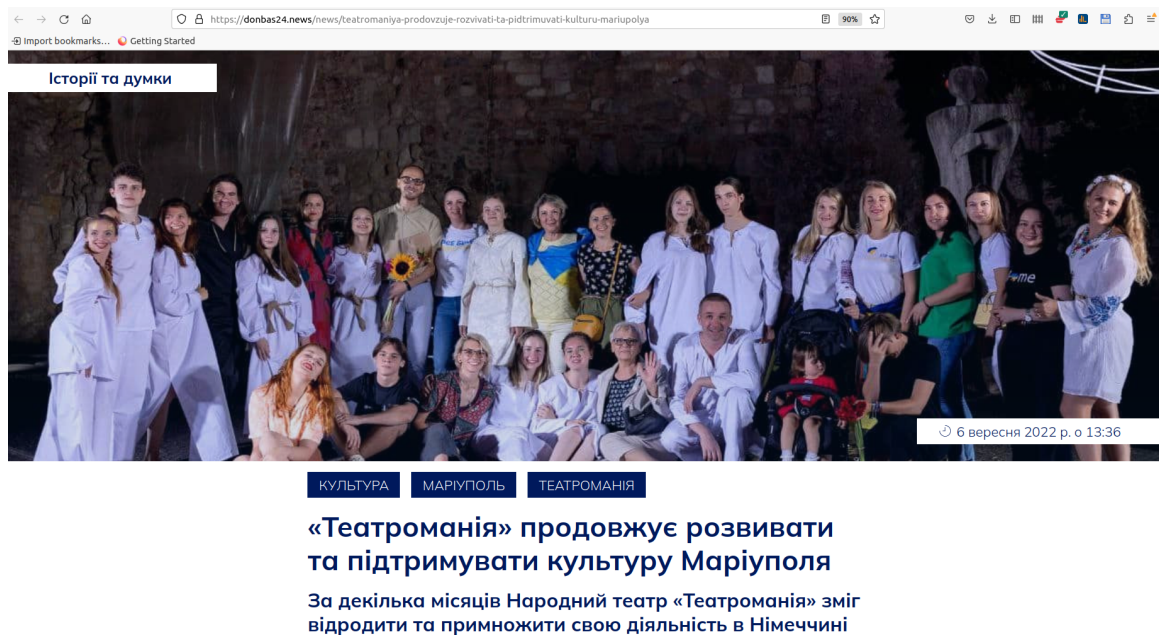 https://donbas24.news/news/teatromaniya-prodovzuje-rozvivati-ta-pidtrimuvati-kulturu-mariupolya
90%
Import bookmarks... Getting Started
Історії та думки
6 вересня 2022 р. о 13:36
КУЛЬТУРА МАРІУПОЛЬ ТЕАТРОМАНІЯ
«Театроманія» продовжує розвивати
та підтримувати культуру Маріуполя
За декілька місяців Народний театр «Театроманія» зміг
відродити та примножити свою діяльність в Німеччині